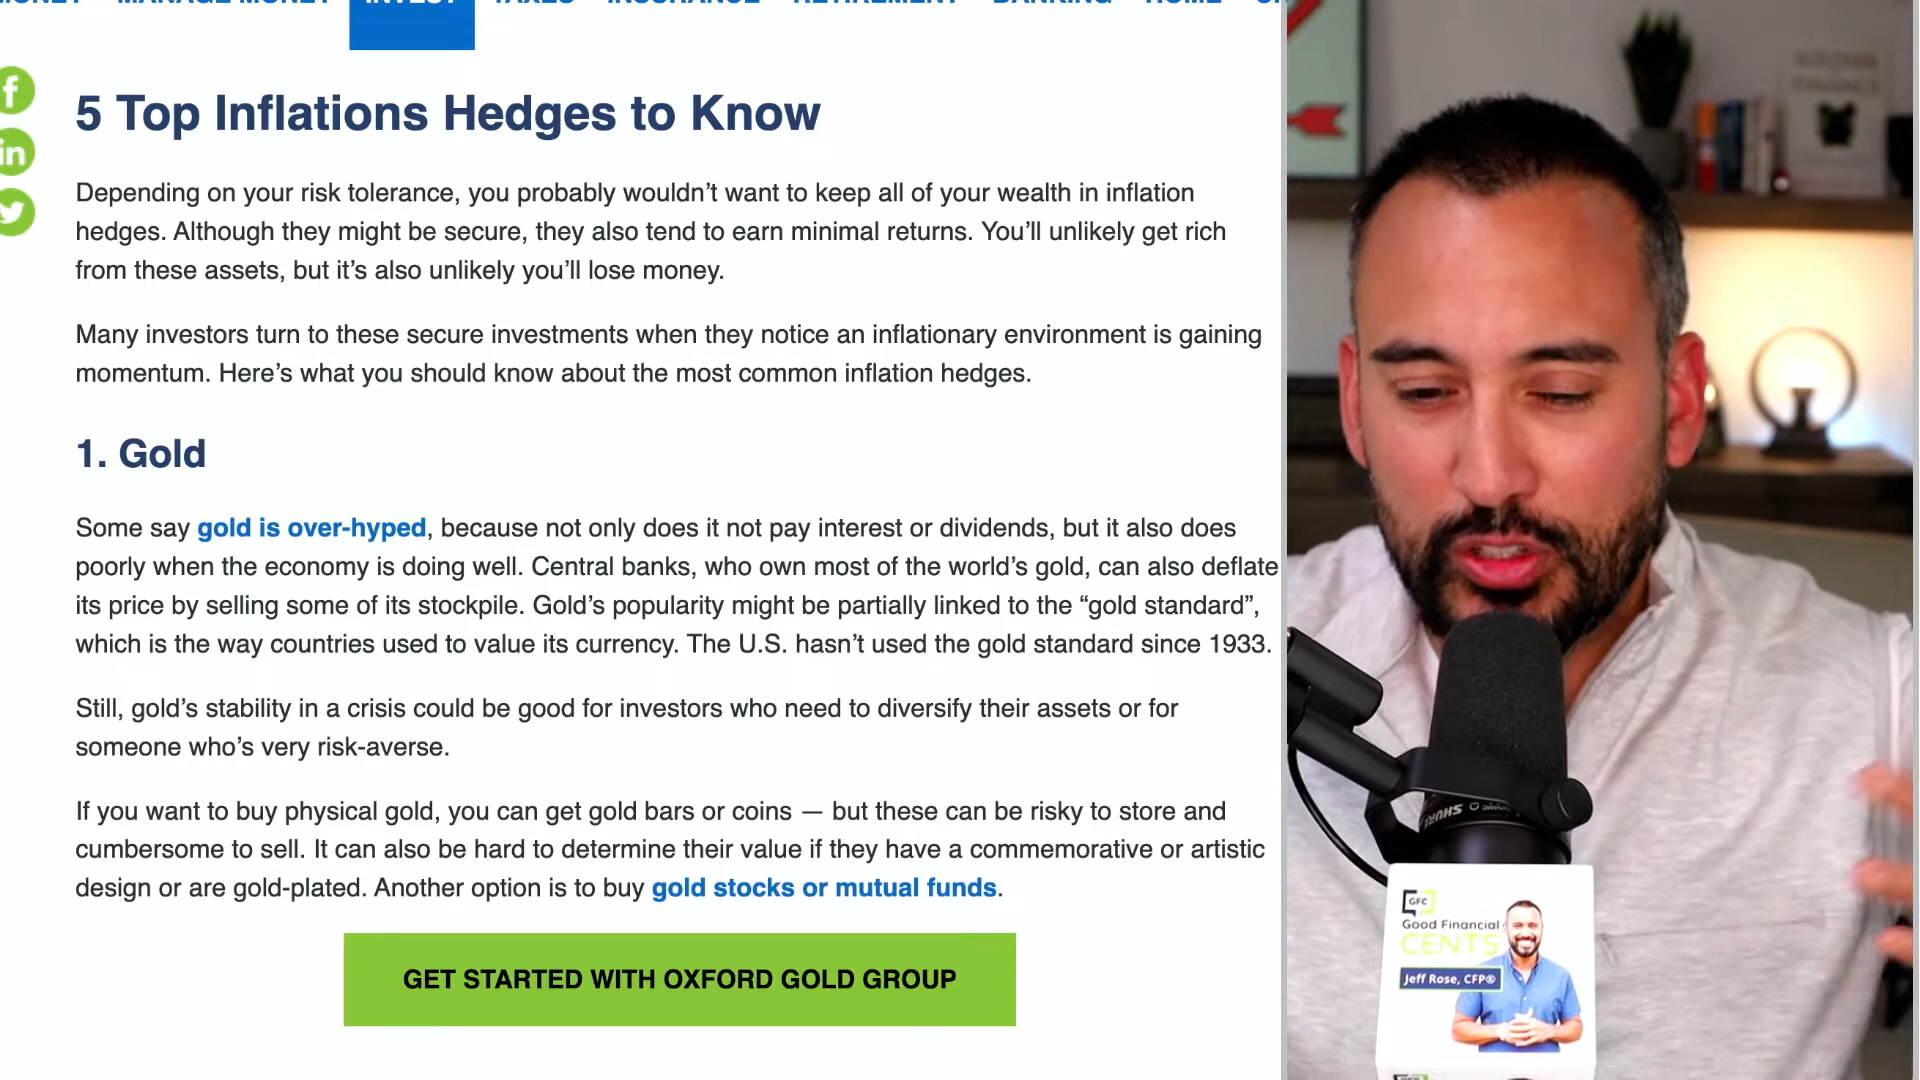 MANAGE MONEY INVEST TAXES INSURANCE RETIREMENT BANKING HOME
f
in
5 Top Inflations Hedges to Know
Depending on your risk tolerance, you probably wouldn’t want to keep all of your wealth in inflation
hedges. Although they might be secure, they also tend to earn minimal returns. You’ll unlikely get rich
from these assets, but it’s also unlikely you’ll lose money.
Many investors turn to these secure investments when they notice an inflationary environment is gaining
momentum. Here’s what you should know about the most common inflation hedges.
1. Gold
Some say gold is over-hyped, because not only does it not pay interest or dividends, but it also does
poorly when the economy is doing well. Central banks, who own most of the world’s gold, can also deflate
its price by selling some of its stockpile. Gold’s popularity might be partially linked to the “gold standard”,
which is the way countries used to value its currency. The U.S. hasn’t used the gold standard since 1933.
Still, gold’s stability in a crisis could be good for investors who need to diversify their assets or for
someone who’s very risk-averse.
If you want to buy physical gold, you can get gold bars or coins — but these can be risky to store and
cumbersome to sell. It can also be hard to determine their value if they have a commemorative or artistic
design or are gold-plated. Another option is to buy gold stocks or mutual funds.
GET STARTED WITH OXFORD GOLD GROUP
SHURE
GFC
Good Financial
CENTS
Jeff Rose, CFP®